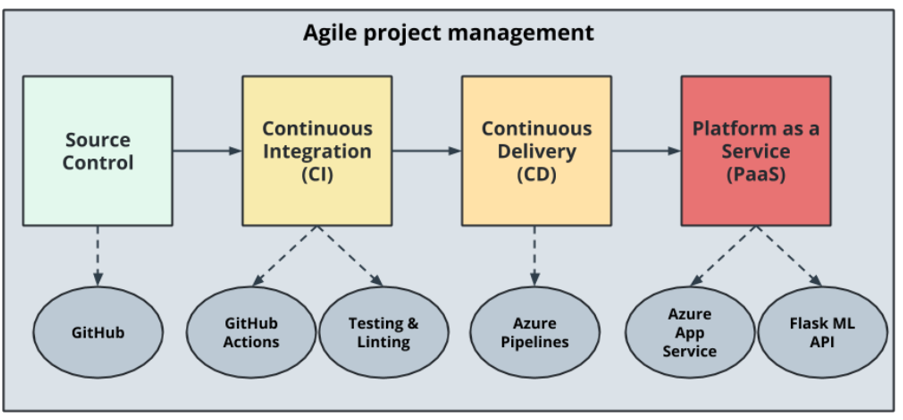 Agile project management
Source
Control
Continuous
Integration
(CI)
Continuous
Delivery
(CD)
Platform as a
Service
(PaaS)
GitHub
GitHub
Actions
Testing &
Linting
Azure
Pipelines
Azure
App
Service
Flask ML
API